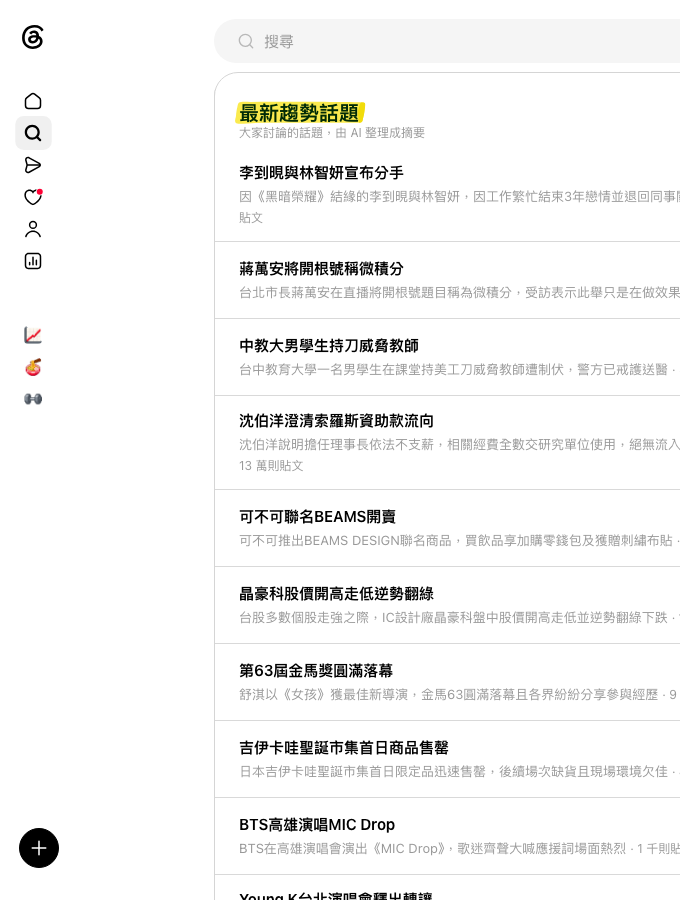 搜尋
最新趨勢話題
大家討論的話題，由 AI 整理成摘要
李到晛與林智妍宣布分手
因《黑暗榮耀》結緣的李到晛與林智妍，因工作繁忙結束3年戀情並退回同事
貼文
蔣萬安將開根號稱微積分
台北市長蔣萬安在直播將開根號題目稱為微積分，受訪表示此舉只是在做效果
中教大男學生持刀威脅教師
台中教育大學一名男學生在課堂持美工刀威脅教師遭制伏，警方已戒護送醫 ·
沈伯洋澄清索羅斯資助款流向
沈伯洋說明擔任理事長依法不支薪，相關經費全數交研究單位使用，絕無流入
13 萬則貼文
可不可聯名BEAMS開賣
可不可推出BEAMS DESIGN聯名商品，買飲品享加購零錢包及獲贈刺繡布貼 ·
晶豪科股價開高走低逆勢翻綠
台股多數個股走強之際，IC設計廠晶豪科盤中股價開高走低並逆勢翻綠下跌 ·
第63屆金馬獎圓滿落幕
舒淇以《女孩》獲最佳新導演，金馬63圓滿落幕且各界紛紛分享參與經歷 · 9
吉伊卡哇聖誕市集首日商品售罄
日本吉伊卡哇聖誕市集首日限定品迅速售罄，後續場次缺貨且現場環境欠佳 ·
BTS高雄演唱MIC Drop
BTS在高雄演唱會演出《MIC Drop》，歌迷齊聲大喊應援詞場面熱烈 · 1 千則貼
Young K台北演唱會釋出轉讓